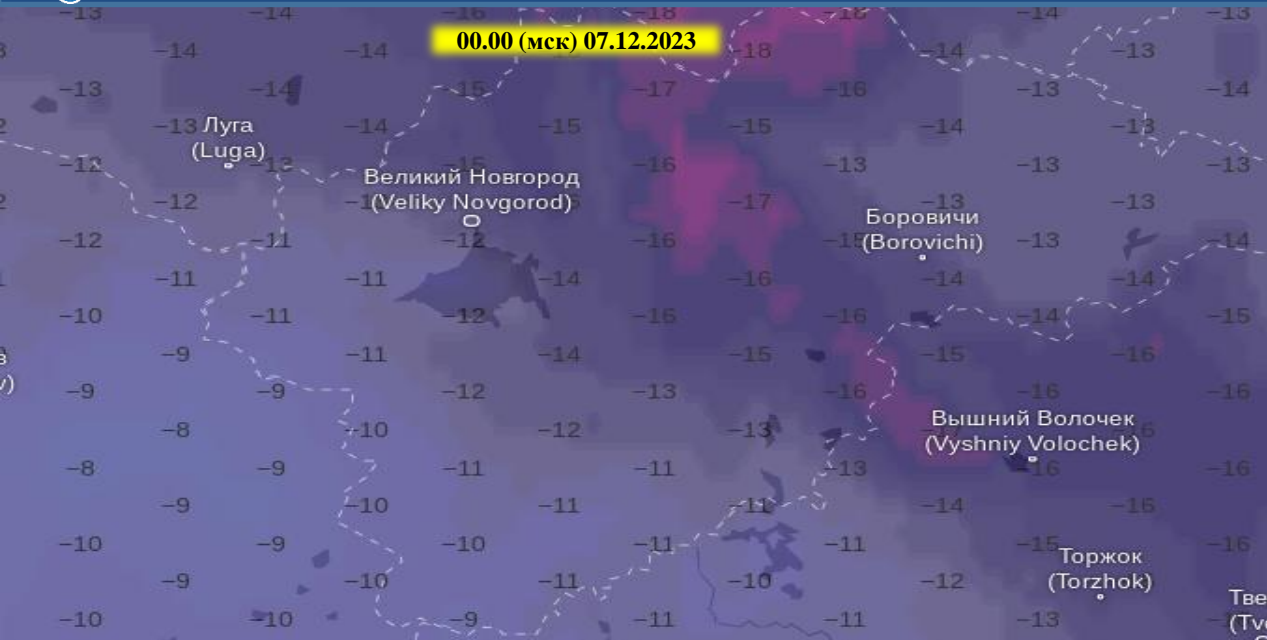 −13 −14 −16 −18 −18 −14 −13
00.00 (мск) 07.12.2023
−14 −14 −18 −14
−13 −14 −15 −17 −16 −13 −14
−13 Луга −14 −15 −15 −14 −13
(Luga)
−12 −13 −15 −16 −13 −13 −13
Великий Новгород
−12 (Veliky Novgorod) −17 −13 −13
Боровичи
−12 −11 −12 −16 (Borovichi) −13 −14
−11 −11 −14 −16 −14 −14
−10 −11 −12 −16 −16 −14 −15
−9 −11 −14 −15 −15 −16
−9 −9 −12 −13 −16 −16 −16
Вышний Волочек
−8 −10 −12 −13
(Vyshniy Volochek)
−8 −9 −11 −11 −13 −16 −16
−9 −10 −11 −11 −14 −16
−10 −9 −10 −11 −11 −15 −16
Торжок
−9 −10 −11 −10 −12 (Torzhok)
Тве
−10 −10 −9 −11 −11 −13 (Tv